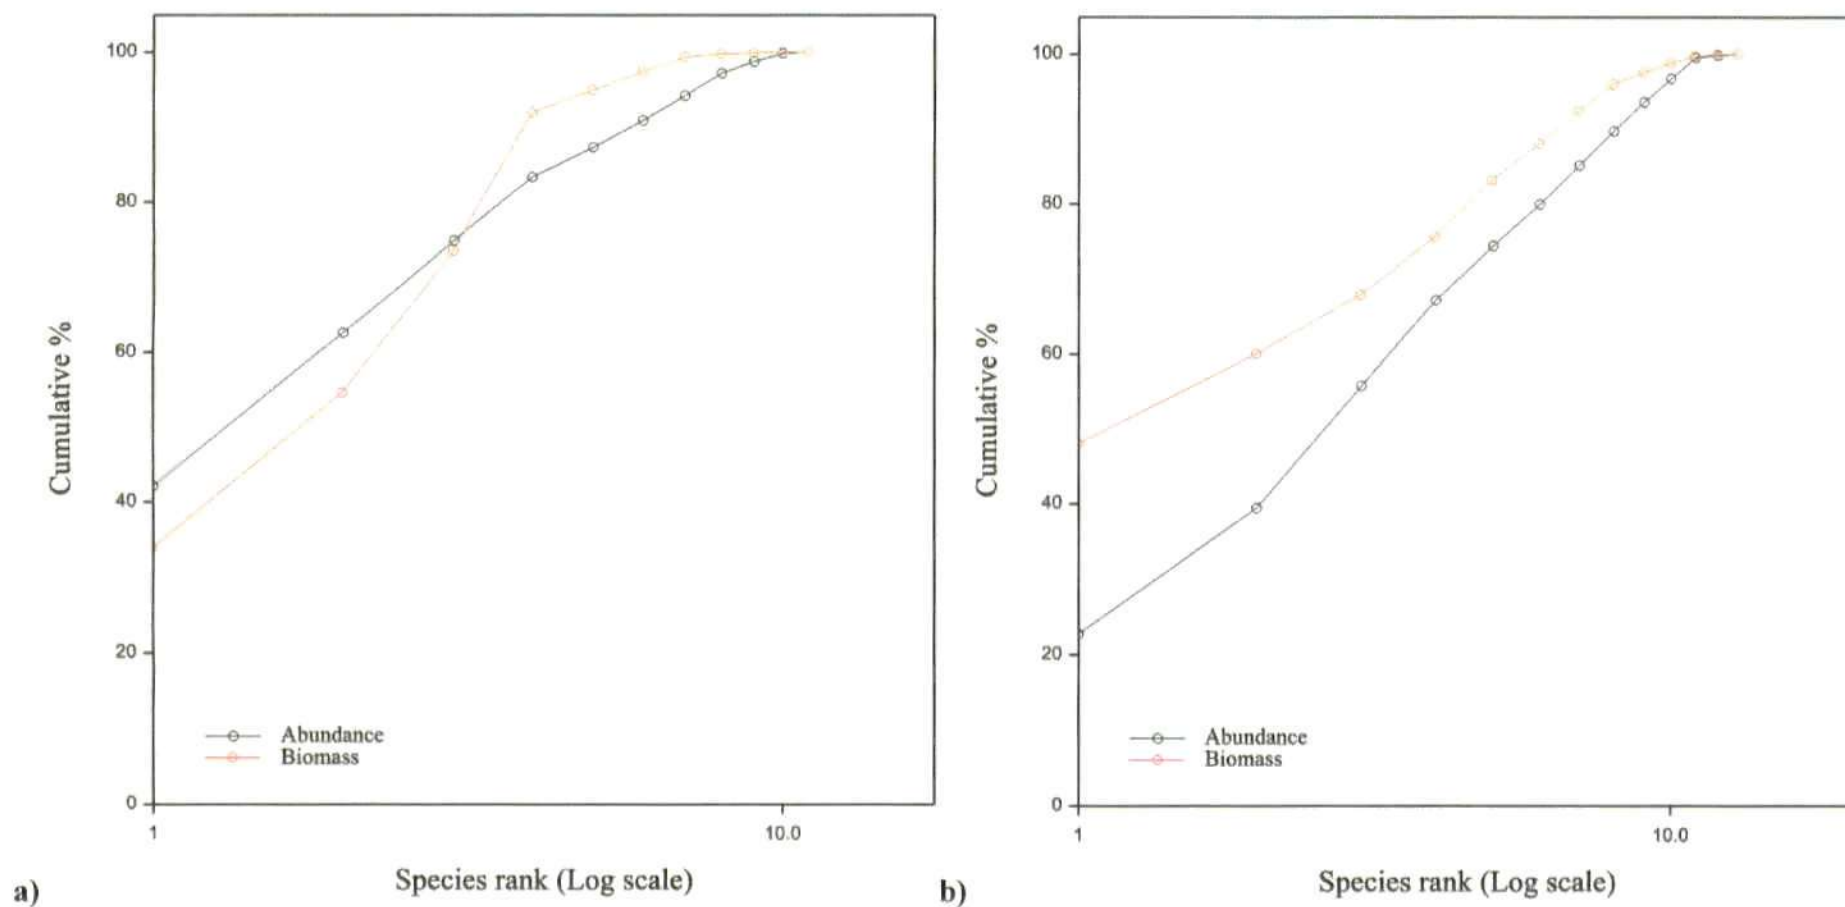 100
80
60
40
20
0
Cumulative %
Abundance
Biomass
1
10.0
Species rank (Log scale)
a)
100
80
60
40
20
0
Cumulative %
Abundance
Biomass
1
10.0
Species rank (Log scale)
b)